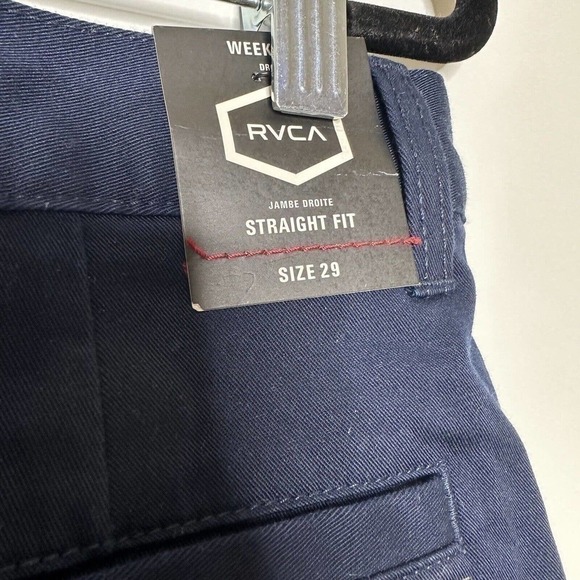 WEEK
RVCA
JAMBE DROITE
STRAIGHT FIT
SIZE 29